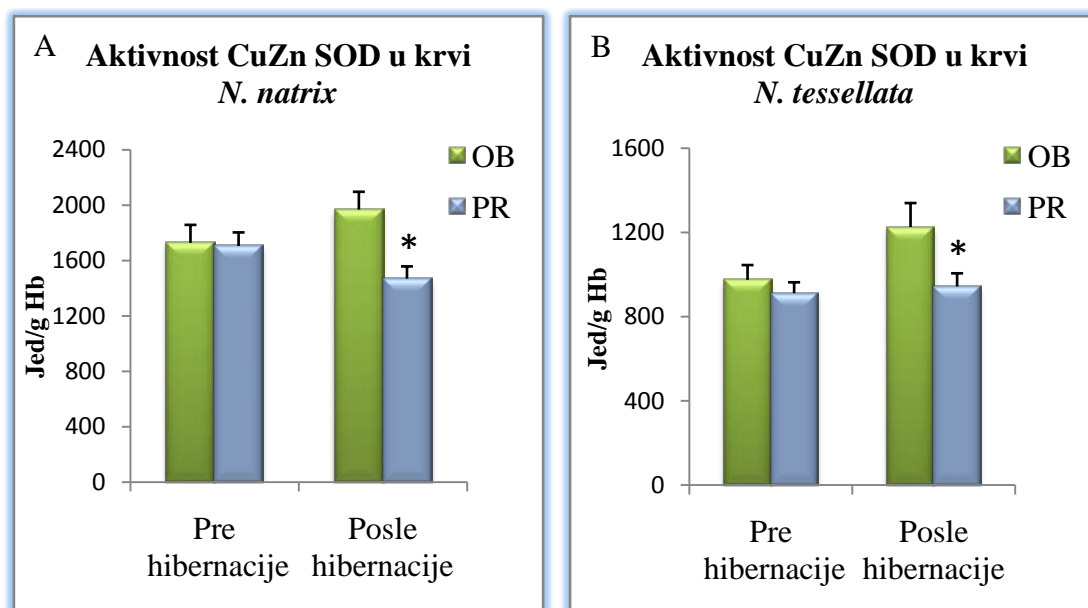 A
Aktivnost CuZn SOD u krvi
N. natrix
OB
PR
Jed/g Hb
2400
2000
1600
1200
800
400
0
*
Pre
hibernacije
Posle
hibernacije
B
Aktivnost CuZn SOD u krvi
N. tessellata
OB
PR
Jed/g Hb
1600
1200
800
400
0
*
Pre
hibernacije
Posle
hibernacije